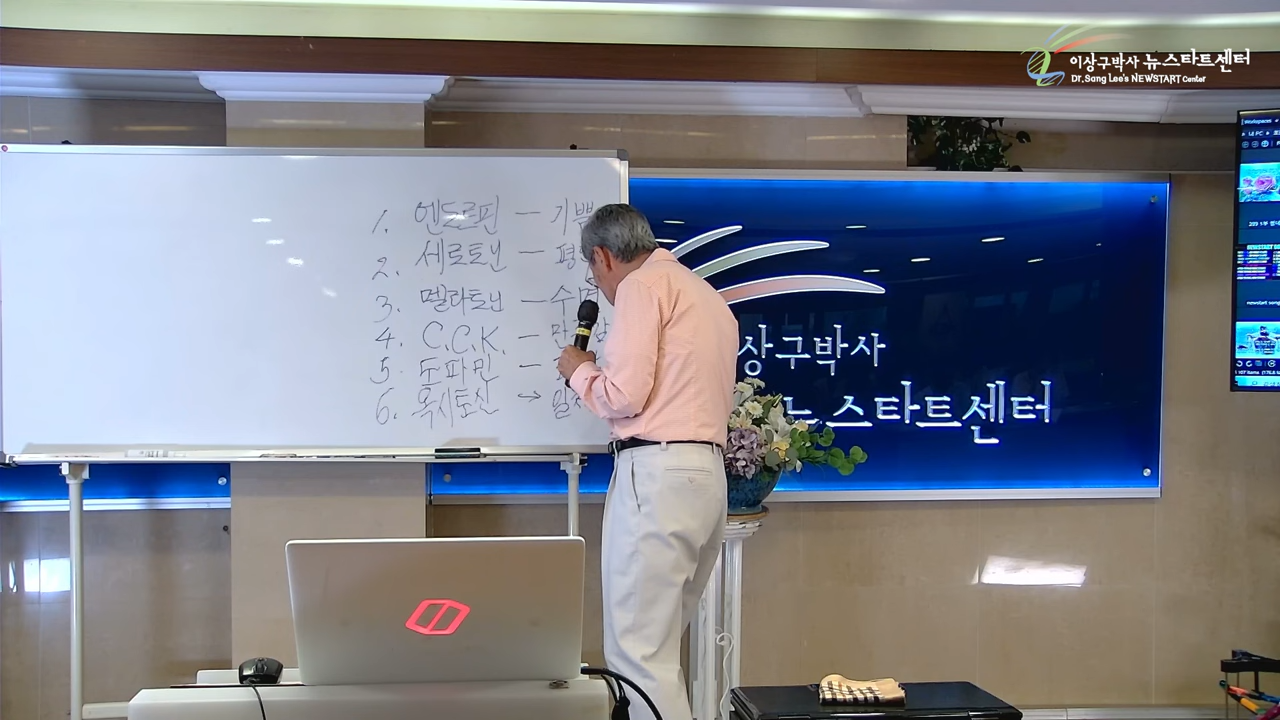 이상구박사 뉴스타트센터
Dr. Sang Lee's NEWSTART Center
1. 엔도르핀 — 기쁨
2. 세로토닌 — 평
3. 멜라토닌 — 수면
4. C.C.K. — 만
5. 도파민 —
6. 옥시토신 →
상구박사
뉴스타트센터
Workspaces
newstart song